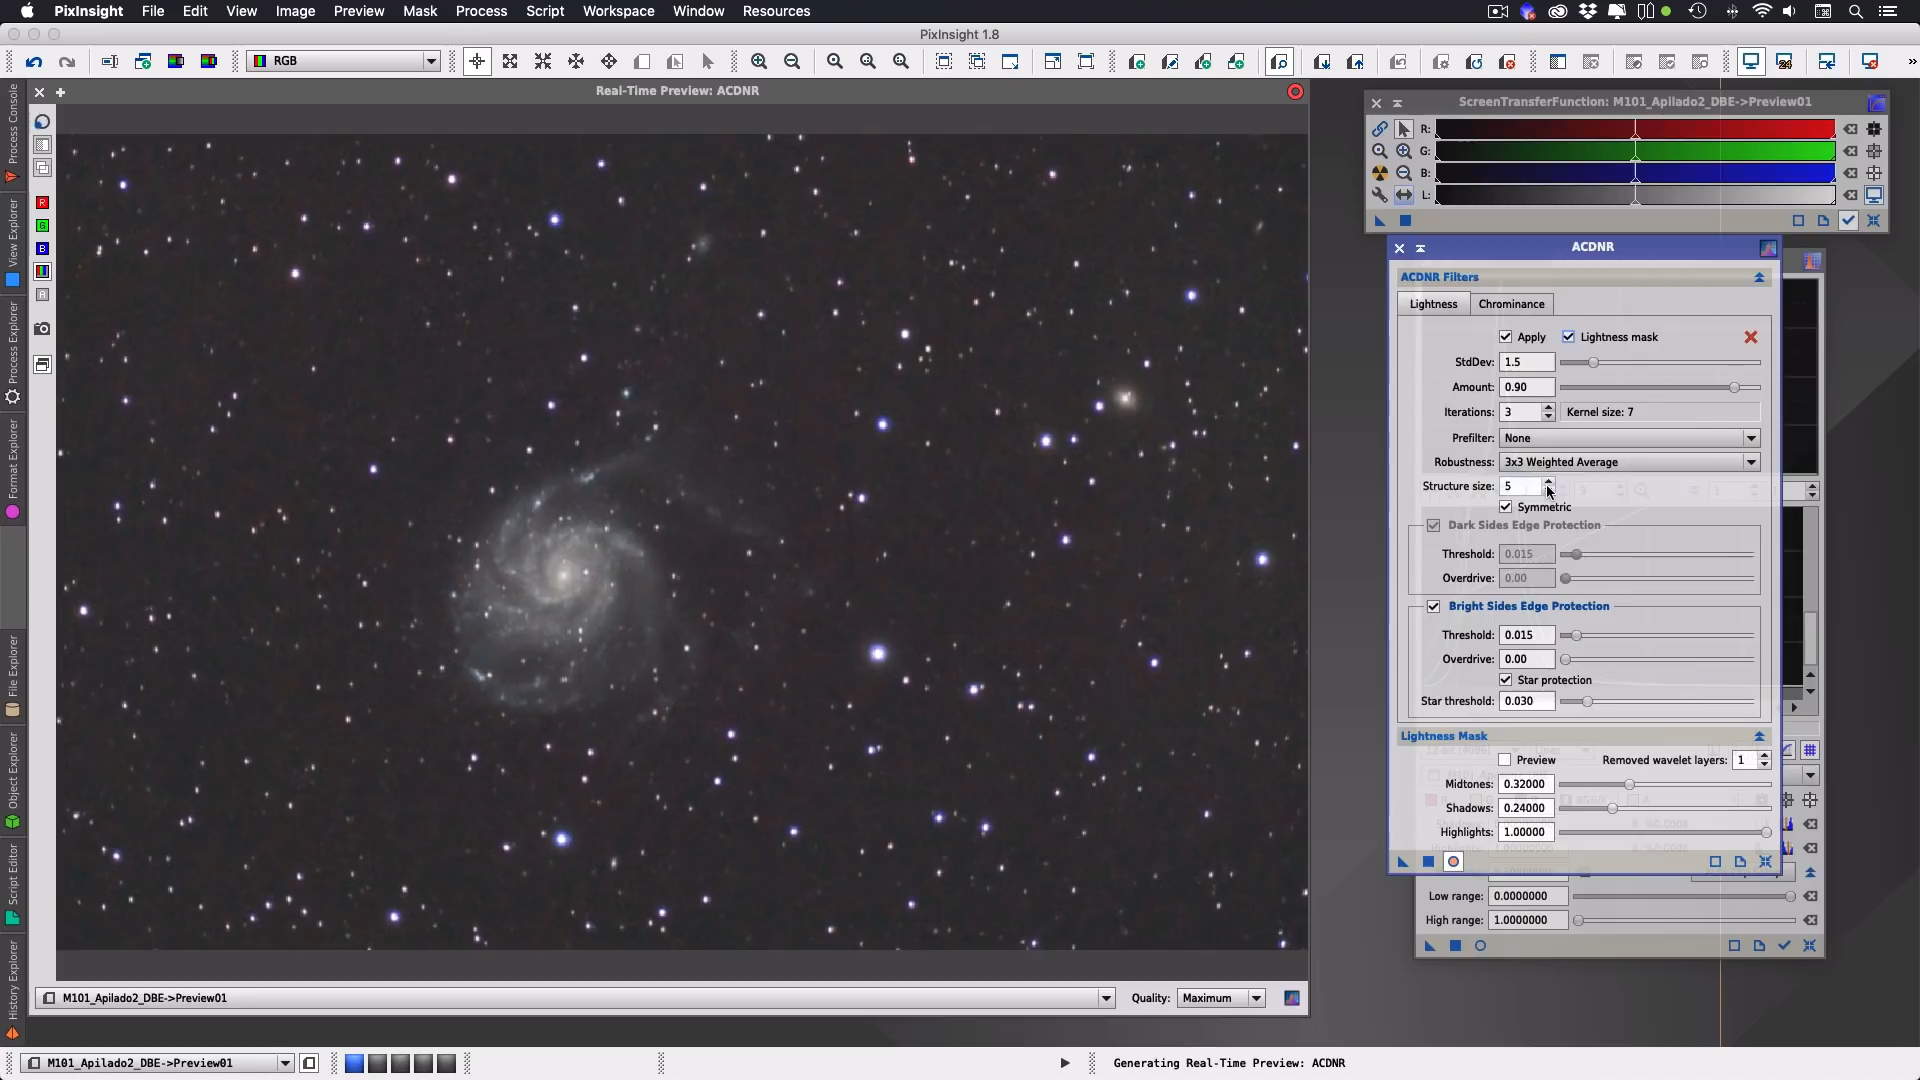 PixInsight File Edit View Image Preview Mask Process Script Workspace Window Resources
PixInsight 1.8
RGB
Real-Time Preview: ACDNR
Process Console
View Explorer
Process Explorer
Format Explorer
File Explorer
Object Explorer
Script Editor
History Explorer
R
G
B
A
ScreenTransferFunction: M101_Apilado2_DBE->Preview01
R:
G:
B:
L:
ACDNR
ACDNR Filters
Lightness Chrominance
Apply Lightness mask
StdDev: 1.5
Amount: 0.90
Iterations: 3 Kernel size: 7
Prefilter: None
Robustness: 3x3 Weighted Average
Structure size: 5
Symmetric
Dark Sides Edge Protection
Threshold: 0.015
Overdrive: 0.00
Bright Sides Edge Protection
Threshold: 0.015
Overdrive: 0.00
Star protection
Star threshold: 0.030
Lightness Mask
Preview Removed wavelet layers: 1
Midtones: 0.32000
Shadows: 0.24000
Highlights: 1.00000
Low range: 0.0000000
High range: 1.0000000
M101_Apilado2_DBE->Preview01 Quality: Maximum
M101_Apilado2_DBE->Preview01 Generating Real-Time Preview: ACDNR